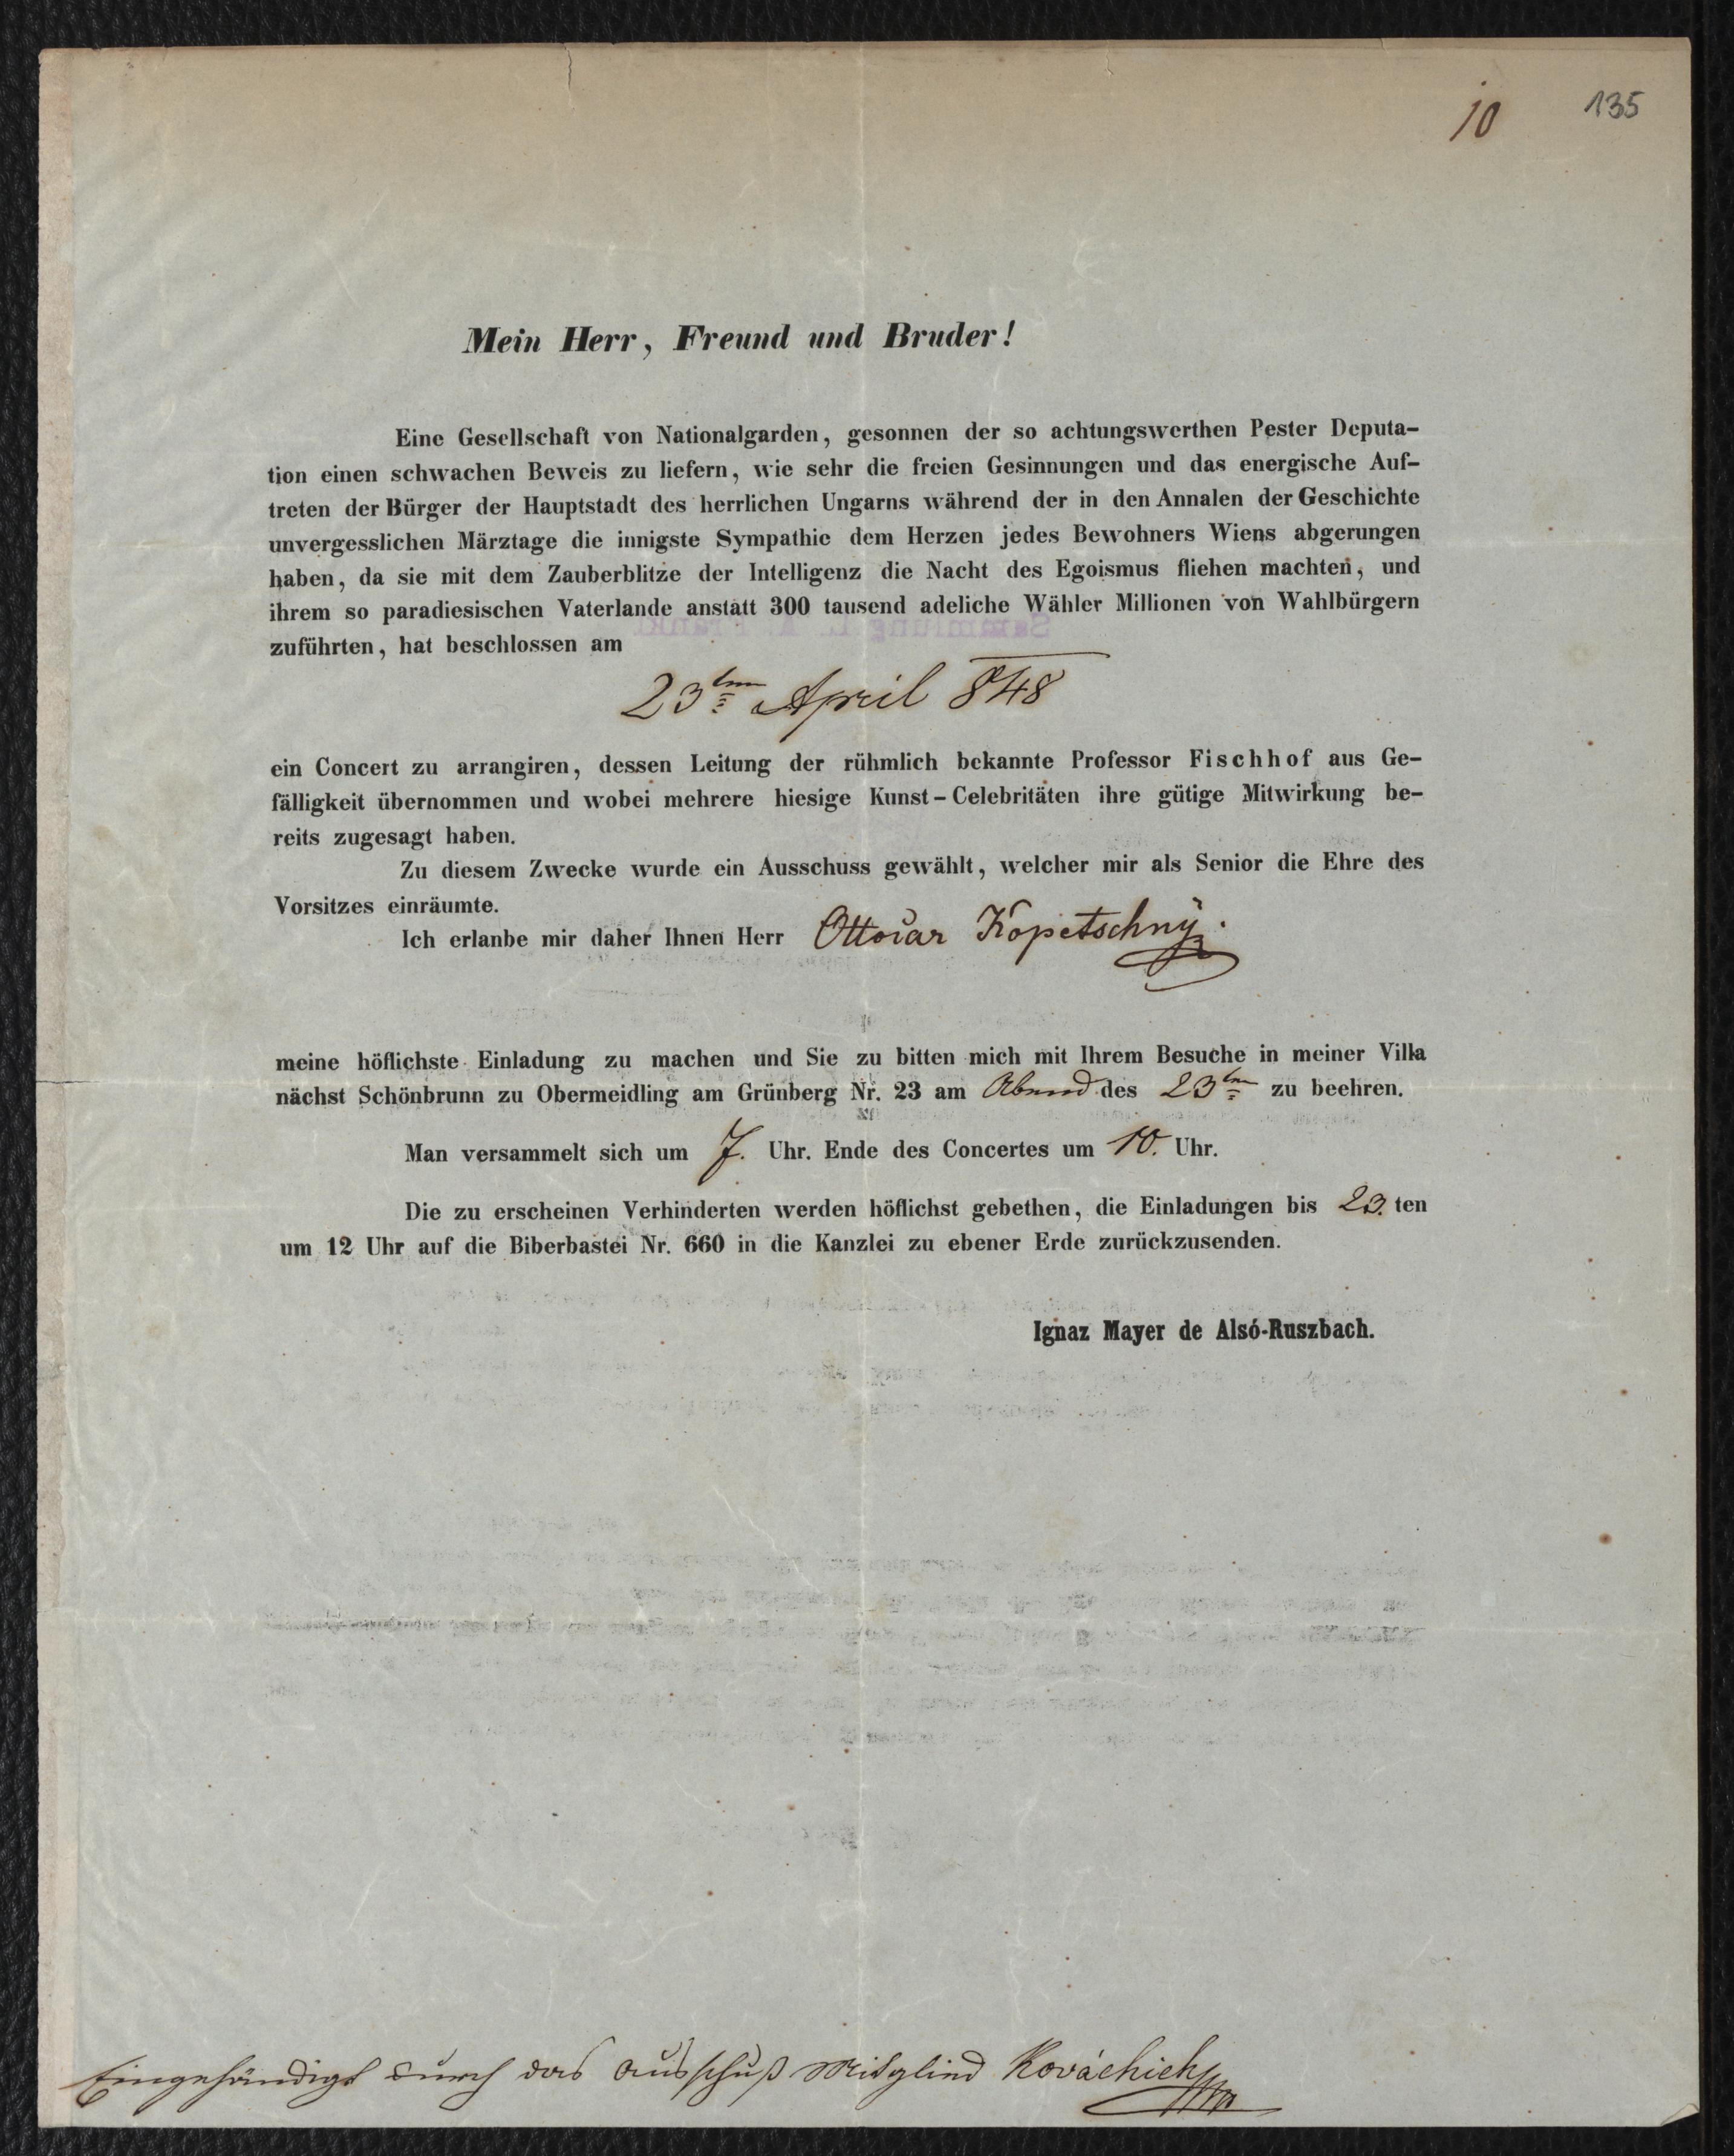 10 135
Mein Herr, Freund und Bruder!
Eine Gesellschaft von Nationalgarden, gesonnen der so achtungswerthen Pester Deputa-
tion einen schwachen Beweis zu liefern, wie sehr die freien Gesinnungen und das energische Auf-
treten der Bürger der Hauptstadt des herrlichen Ungarns während der in den Annalen der Geschichte
unvergesslichen Märztage die innigste Sympathie dem Herzen jedes Bewohners Wiens abgerungen
haben, da sie mit dem Zauberblitze der Intelligenz die Nacht des Egoismus fliehen machten, und
ihrem so paradiesischen Vaterlande anstatt 300 tausend adeliche Wähler Millionen von Wahlbürgern
zuführten, hat beschlossen am
23ten April 848
ein Concert zu arrangiren, dessen Leitung der rühmlich bekannte Professor Fischhof aus Ge-
fälligkeit übernommen und wobei mehrere hiesige Kunst-Celebritäten ihre gütige Mitwirkung be-
reits zugesagt haben.
Zu diesem Zwecke wurde ein Ausschuss gewählt, welcher mir als Senior die Ehre des
Vorsitzes einräumte.
Ich erlanbe mir daher Ihnen Herr Kopetschny
meine höflichste Einladung zu machen und Sie zu bitten mich mit Ihrem Besuche in meiner Villa
nächst Schönbrunn zu Obermeidling am Grünberg Nr. 23 am Abend des 23ten zu beehren.
Man versammelt sich um 7. Uhr. Ende des Concertes um 10. Uhr.
Die zu erscheinen Verhinderten werden höflichst gebethen, die Einladungen bis 23. ten
um 12 Uhr auf die Biberbastei Nr. 660 in die Kanzlei zu ebener Erde zurückzusenden.
Ignaz Mayer de Alsó-Ruszbach.
Eingehändigt durch das Ausschuß Mitglied Kováchich